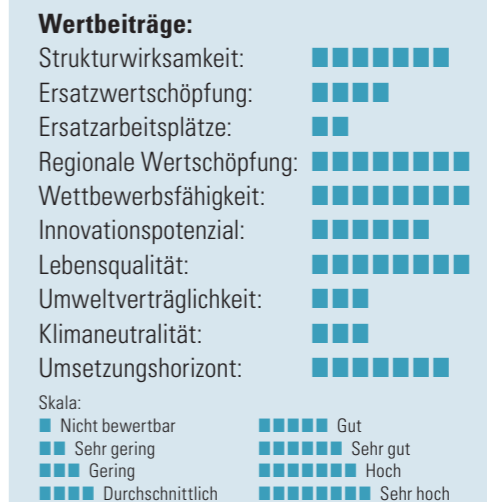 Wertbeiträge:
Strukturwirksamkeit:
Ersatzwertschöpfung:
Ersatzarbeitsplätze:
Regionale Wertschöpfung:
Wettbewerbsfähigkeit:
Innovationspotenzial:
Lebensqualität:
Umweltverträglichkeit:
Klimaneutralität:
Umsetzungshorizont:
Skala:
Nicht bewertbar Gut
Sehr gering Sehr gut
Gering Hoch
Durchschnittlich Sehr hoch